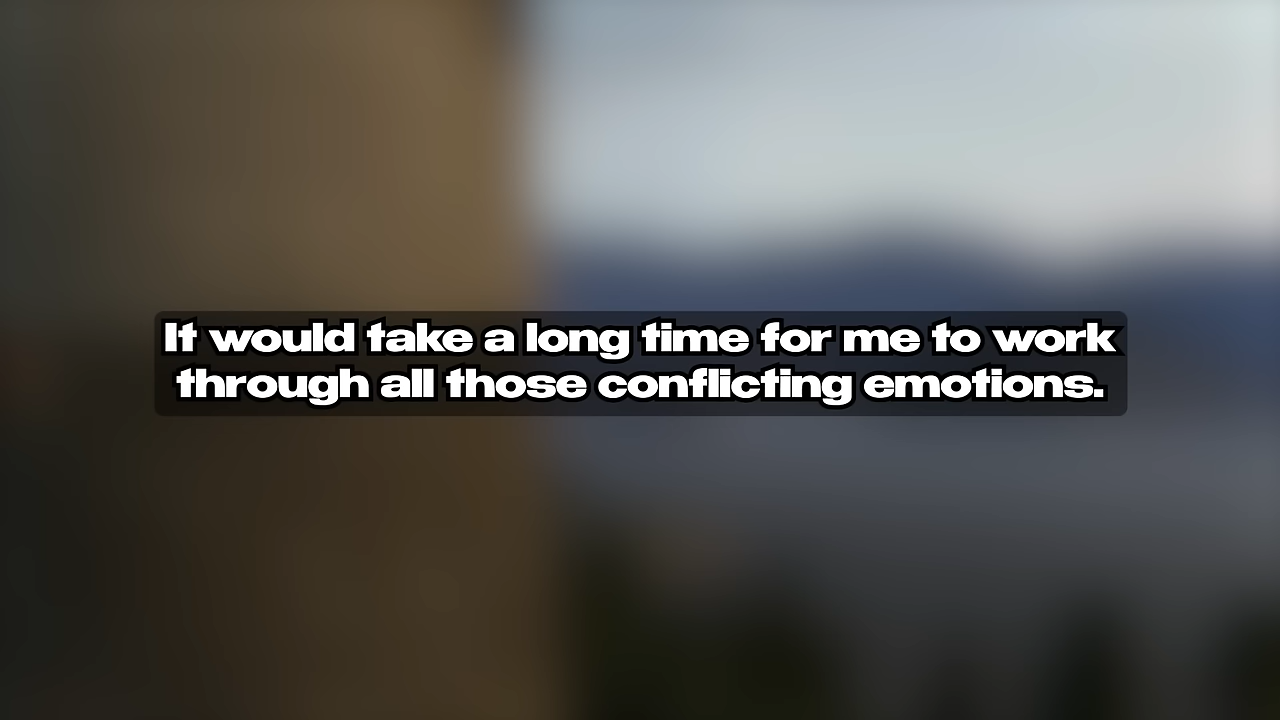 It would take a long time for me to work
through all those conflicting emotions.